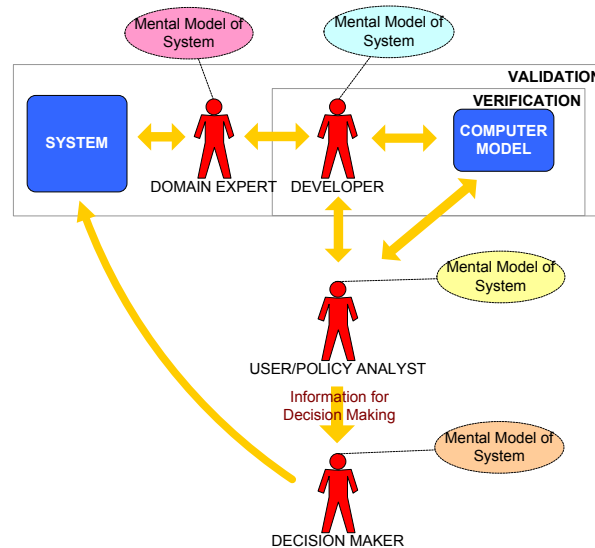 Mental Model of
System
Mental Model of
System
VALIDATION
VERIFICATION
SYSTEM
COMPUTER
MODEL
DOMAIN EXPERT
DEVELOPER
Mental Model of
System
USER/POLICY ANALYST
Information for
Decision Making
Mental Model of
System
DECISION MAKER